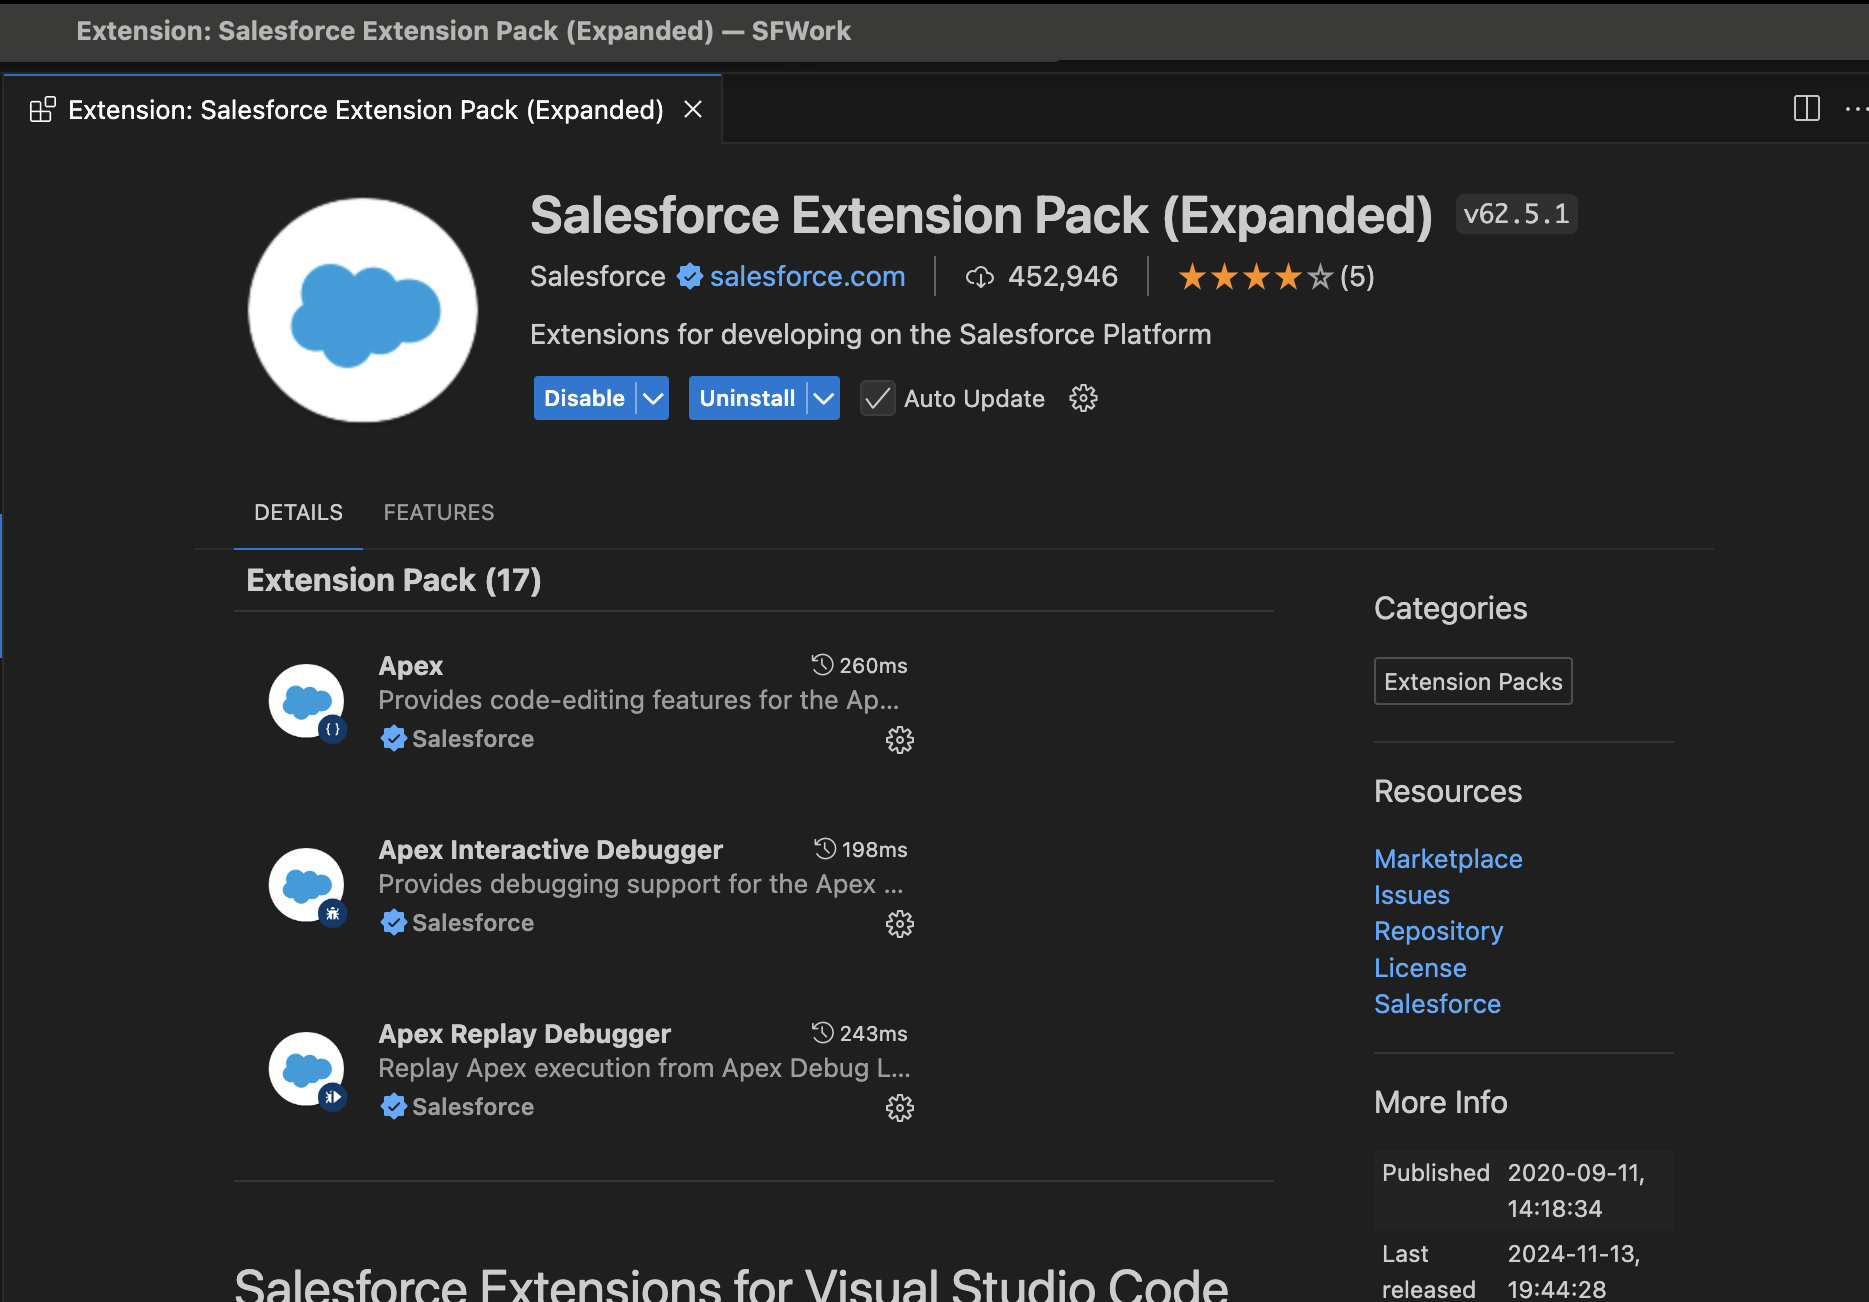 Extension: Salesforce Extension Pack (Expanded) — SFWork
Extension: Salesforce Extension Pack (Expanded)
Salesforce Extension Pack (Expanded) v62.5.1
Salesforce salesforce.com 452,946 (5)
Extensions for developing on the Salesforce Platform
Disable Uninstall Auto Update
DETAILS FEATURES
Extension Pack (17)
Apex 260ms
Provides code-editing features for the Ap...
Salesforce
Apex Interactive Debugger 198ms
Provides debugging support for the Apex ...
Salesforce
Apex Replay Debugger 243ms
Replay Apex execution from Apex Debug L...
Salesforce
Salesforce Extensions for Visual Studio Code
Categories
Extension Packs
Resources
Marketplace
Issues
Repository
License
Salesforce
More Info
Published 2020-09-11,
14:18:34
Last 2024-11-13,
released 19:44:28